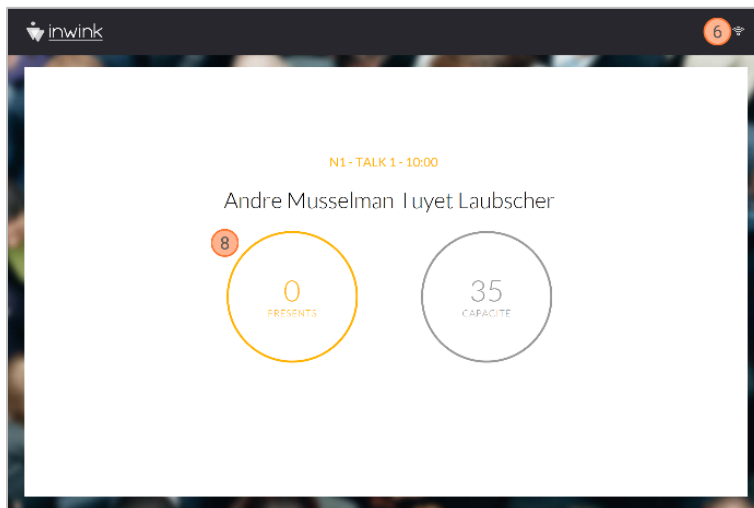 inwink
6
N1 - TALK 1 - 10:00
Andre Musselman Tuyet Laubscher
8
0
PRESENTS
35
CAPACITE